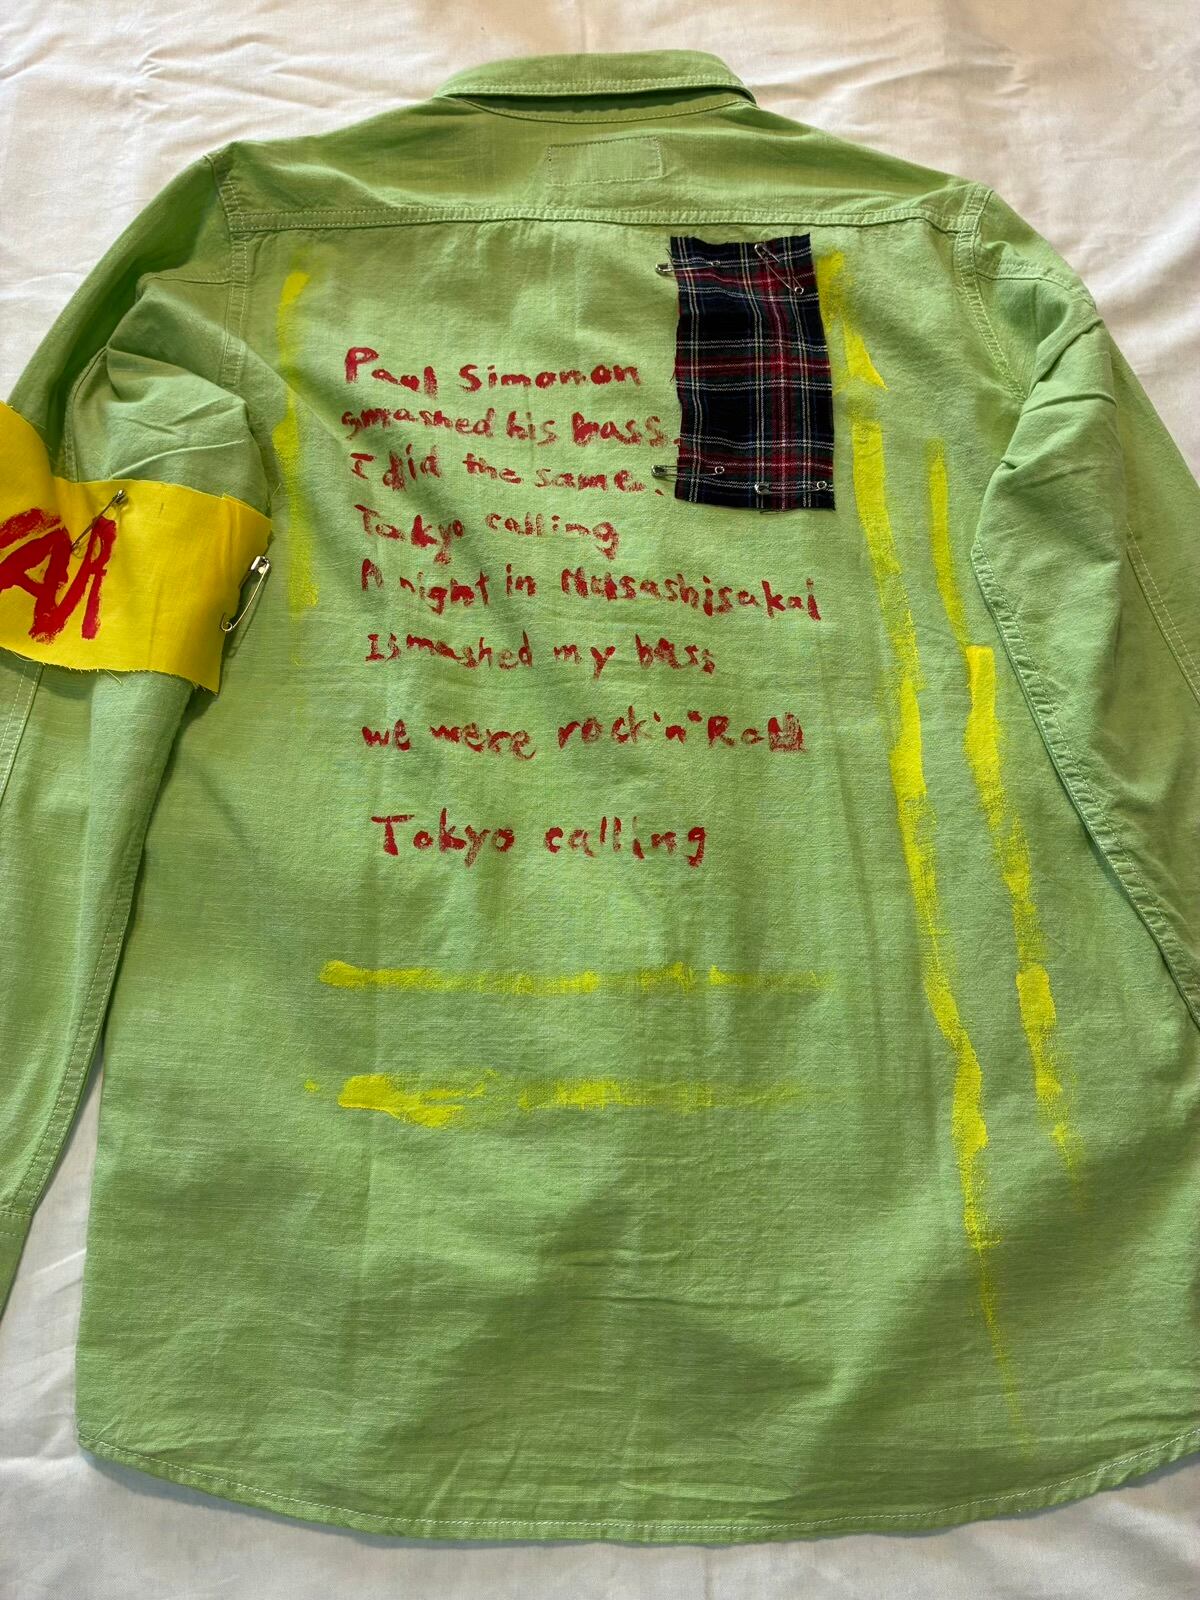 Paul Simonon
smashed his bass.
I did the same.
Tokyo calling
A night in Musashisakai
I smashed my bass
we were rock'n"Roll
Tokyo calling
AR